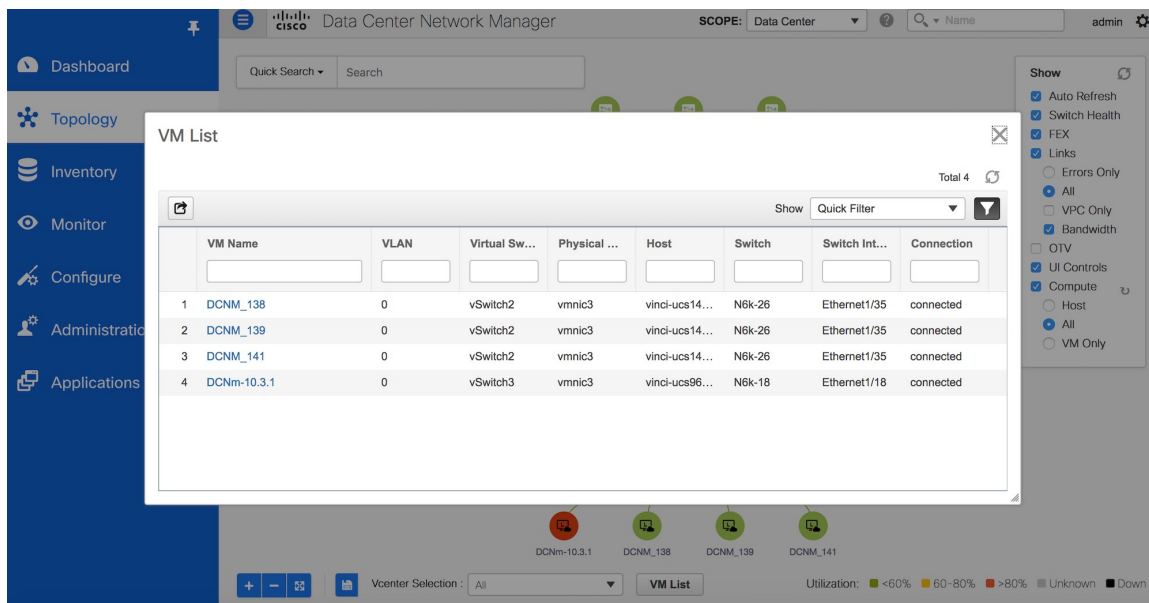 CISCO Data Center Network Manager
SCOPE: Data Center
Name
admin
Dashboard
Topology
Inventory
Monitor
Configure
Administratio
Applications
Quick Search
Search
Show
Auto Refresh
Switch Health
FEX
Links
Errors Only
All
VPC Only
Bandwidth
OTV
UI Controls
Compute
Host
All
VM Only
VM List
Total 4
Show Quick Filter
VM Name VLAN Virtual Sw... Physical ... Host Switch Switch Int... Connection
1 DCNM_138 0 vSwitch2 vmnic3 vinci-ucs14... N6k-26 Ethernet1/35 connected
2 DCNM_139 0 vSwitch2 vmnic3 vinci-ucs14... N6k-26 Ethernet1/35 connected
3 DCNM_141 0 vSwitch2 vmnic3 vinci-ucs14... N6k-26 Ethernet1/35 connected
4 DCNm-10.3.1 0 vSwitch3 vmnic3 vinci-ucs96... N6k-18 Ethernet1/18 connected
DCNm-10.3.1 DCNM_138 DCNM_139 DCNM_141
Vcenter Selection : All
VM List
Utilization: <60% 60-80% >80% Unknown Down